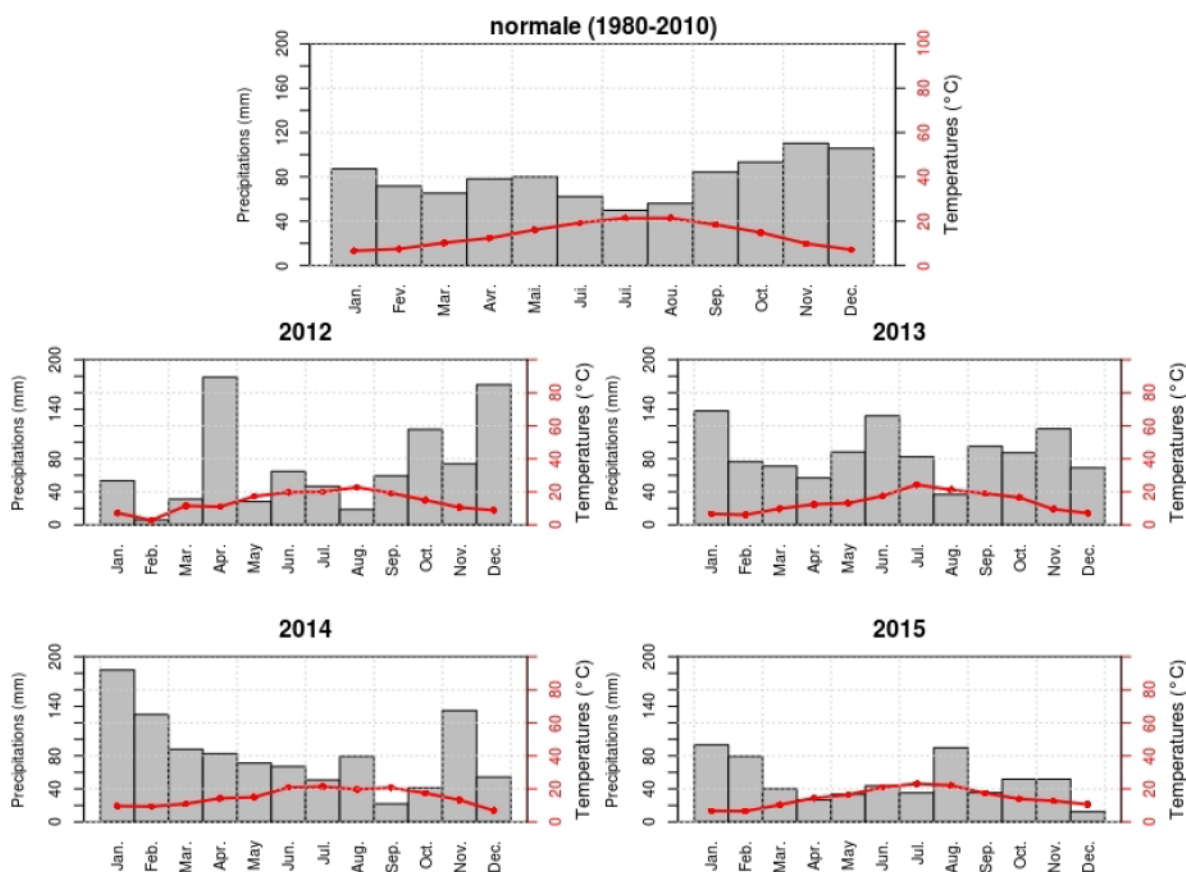 normale (1980-2010)
Precipitations (mm)
0 40 80 120 160 200
Temperatures (°C)
0 20 40 60 80 100
Jan. Fev. Mar. Avr. Mai. Jui. Jui. Aou. Sep. Oct. Nov. Dec.
2012
Precipitations (mm)
0 40 80 140 200
Temperatures (°C)
0 20 40 60 80
Jan. Feb. Mar. Apr. May Jun. Jul. Aug. Sep. Oct. Nov. Dec.
2013
Precipitations (mm)
0 40 80 140 200
Temperatures (°C)
0 20 40 60 80
Jan. Feb. Mar. Apr. May Jun. Jul. Aug. Sep. Oct. Nov. Dec.
2014
Precipitations (mm)
0 40 80 140 200
Temperatures (°C)
0 20 40 60 80
Jan. Feb. Mar. Apr. May Jun. Jul. Aug. Sep. Oct. Nov. Dec.
2015
Precipitations (mm)
0 40 80 140 200
Temperatures (°C)
0 20 40 60 80
Jan. Feb. Mar. Apr. May Jun. Jul. Aug. Sep. Oct. Nov. Dec.